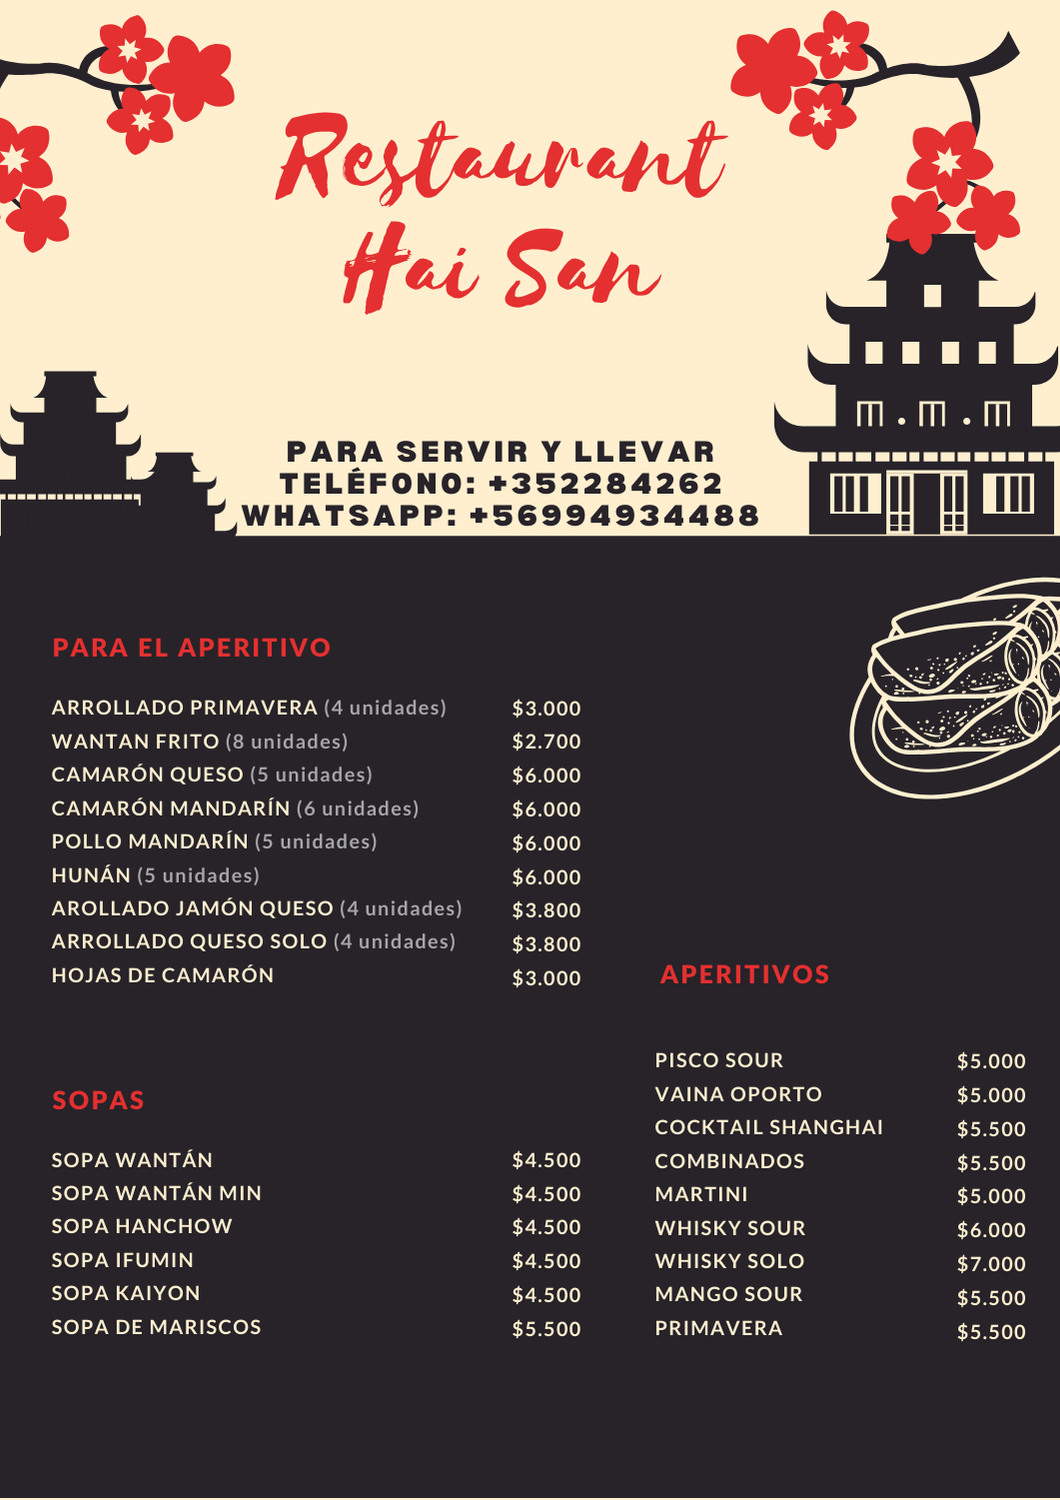 Restaurant
Hai San
PARA SERVIR Y LLEVAR
TELÉFONO: +352284262
WHATSAPP: +56994934488
PARA EL APERITIVO
ARROLLADO PRIMAVERA (4 unidades) $3.000
WANTAN FRITO (8 unidades) $2.700
CAMARÓN QUESO (5 unidades) $6.000
CAMARÓN MANDARÍN (6 unidades) $6.000
POLLO MANDARÍN (5 unidades) $6.000
HUNÁN (5 unidades) $6.000
AROLLADO JAMÓN QUESO (4 unidades) $3.800
ARROLLADO QUESO SOLO (4 unidades) $3.800
HOJAS DE CAMARÓN $3.000
SOPAS
SOPA WANTÁN $4.500
SOPA WANTÁN MIN $4.500
SOPA HANCHOW $4.500
SOPA IFUMIN $4.500
SOPA KAIYON $4.500
SOPA DE MARISCOS $5.500
APERITIVOS
PISCO SOUR $5.000
VAINA OPORTO $5.000
COCKTAIL SHANGHAI $5.500
COMBINADOS $5.500
MARTINI $5.000
WHISKY SOUR $6.000
WHISKY SOLO $7.000
MANGO SOUR $5.500
PRIMAVERA $5.500